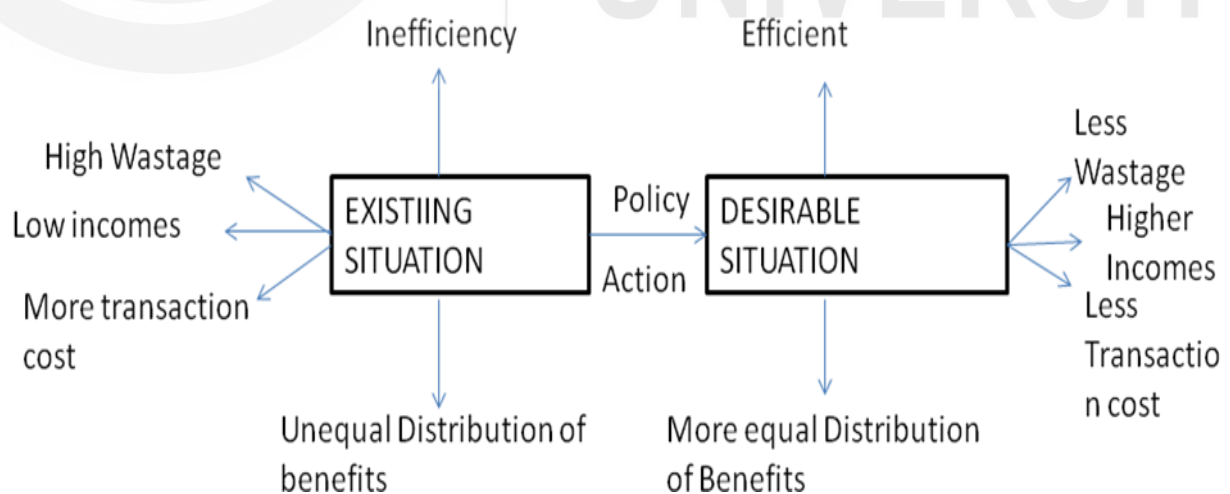 UNIVERSIT
Inefficiency
Efficient
High Wastage
Low incomes
More transaction
cost
EXISTIING
SITUATION
Policy
Action
DESIRABLE
SITUATION
Less
Wastage
Higher
Incomes
Less
Transactio
n cost
Unequal Distribution of
benefits
More equal Distribution
of Benefits